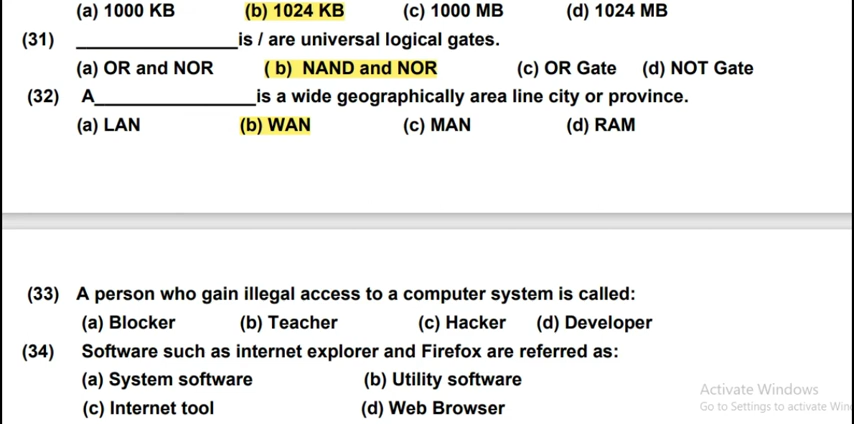 (a) 1000 KB (b) 1024 KB (c) 1000 MB (d) 1024 MB
(31) ________________is / are universal logical gates.
(a) OR and NOR ( b) NAND and NOR (c) OR Gate (d) NOT Gate
(32) A________________is a wide geographically area line city or province.
(a) LAN (b) WAN (c) MAN (d) RAM
(33) A person who gain illegal access to a computer system is called:
(a) Blocker (b) Teacher (c) Hacker (d) Developer
(34) Software such as internet explorer and Firefox are referred as:
(a) System software (b) Utility software
(c) Internet tool (d) Web Browser
Activate Windows
Go to Settings to activate Win